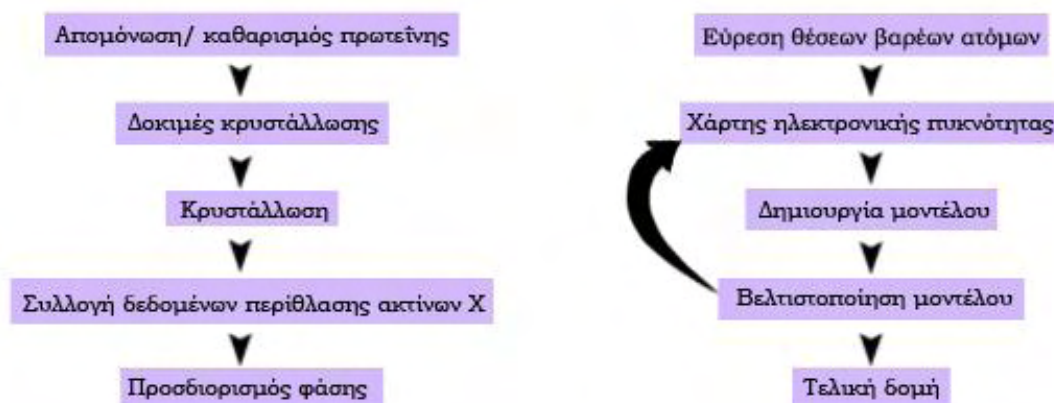 Απομόνωση/ καθαρισμός πρωτεΐνης
Δοκιμές κρυστάλλωσης
Κρυστάλλωση
Συλλογή δεδομένων περίθλασης ακτίνων Χ
Προσδιορισμός φάσης
Εύρεση θέσεων βαρέων ατόμων
Χάρτης ηλεκτρονικής πυκνότητας
Δημιουργία μοντέλου
Βελτιστοποίηση μοντέλου
Τελική δομή